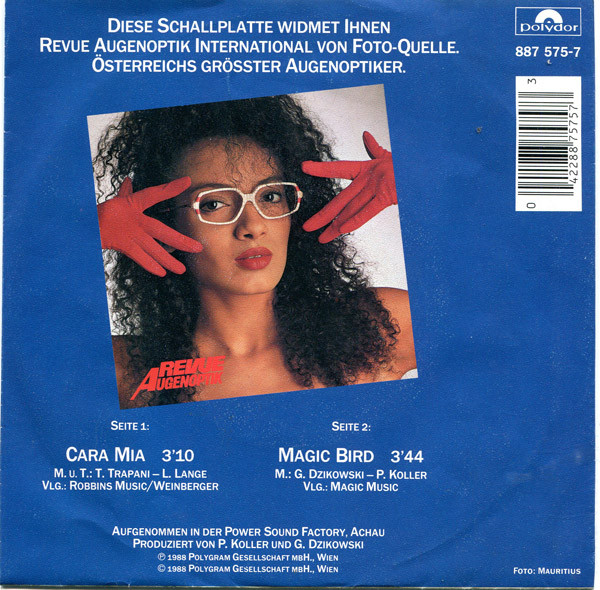 DIESE SCHALLPLATTE WIDMET IHNEN
REVUE AUGENOPTIK INTERNATIONAL VON FOTO-QUELLE.
ÖSTERREICHS GRÖSSTER AUGENOPTIKER.
polydor
887 575-7
0 42288 75757 3
REVUE
AUGENOPTIK
SEITE 1:
CARA MIA 3'10
M. U T.: T. TRAPANI – L. LANGE
VLG.: ROBBINS MUSIC/WEINBERGER
SEITE 2:
MAGIC BIRD 3'44
M.: G. DZIKOWSKI – P. KOLLER
VLG.: MAGIC MUSIC
AUFGENOMMEN IN DER POWER SOUND FACTORY, ACHAU
PRODUZIERT VON P. KOLLER UND G. DZIKOWSKI
℗ 1988 POLYGRAM GESELLSCHAFT MBH., WIEN
© 1988 POLYGRAM GESELLSCHAFT MBH., WIEN
FOTO: MAURITIUS